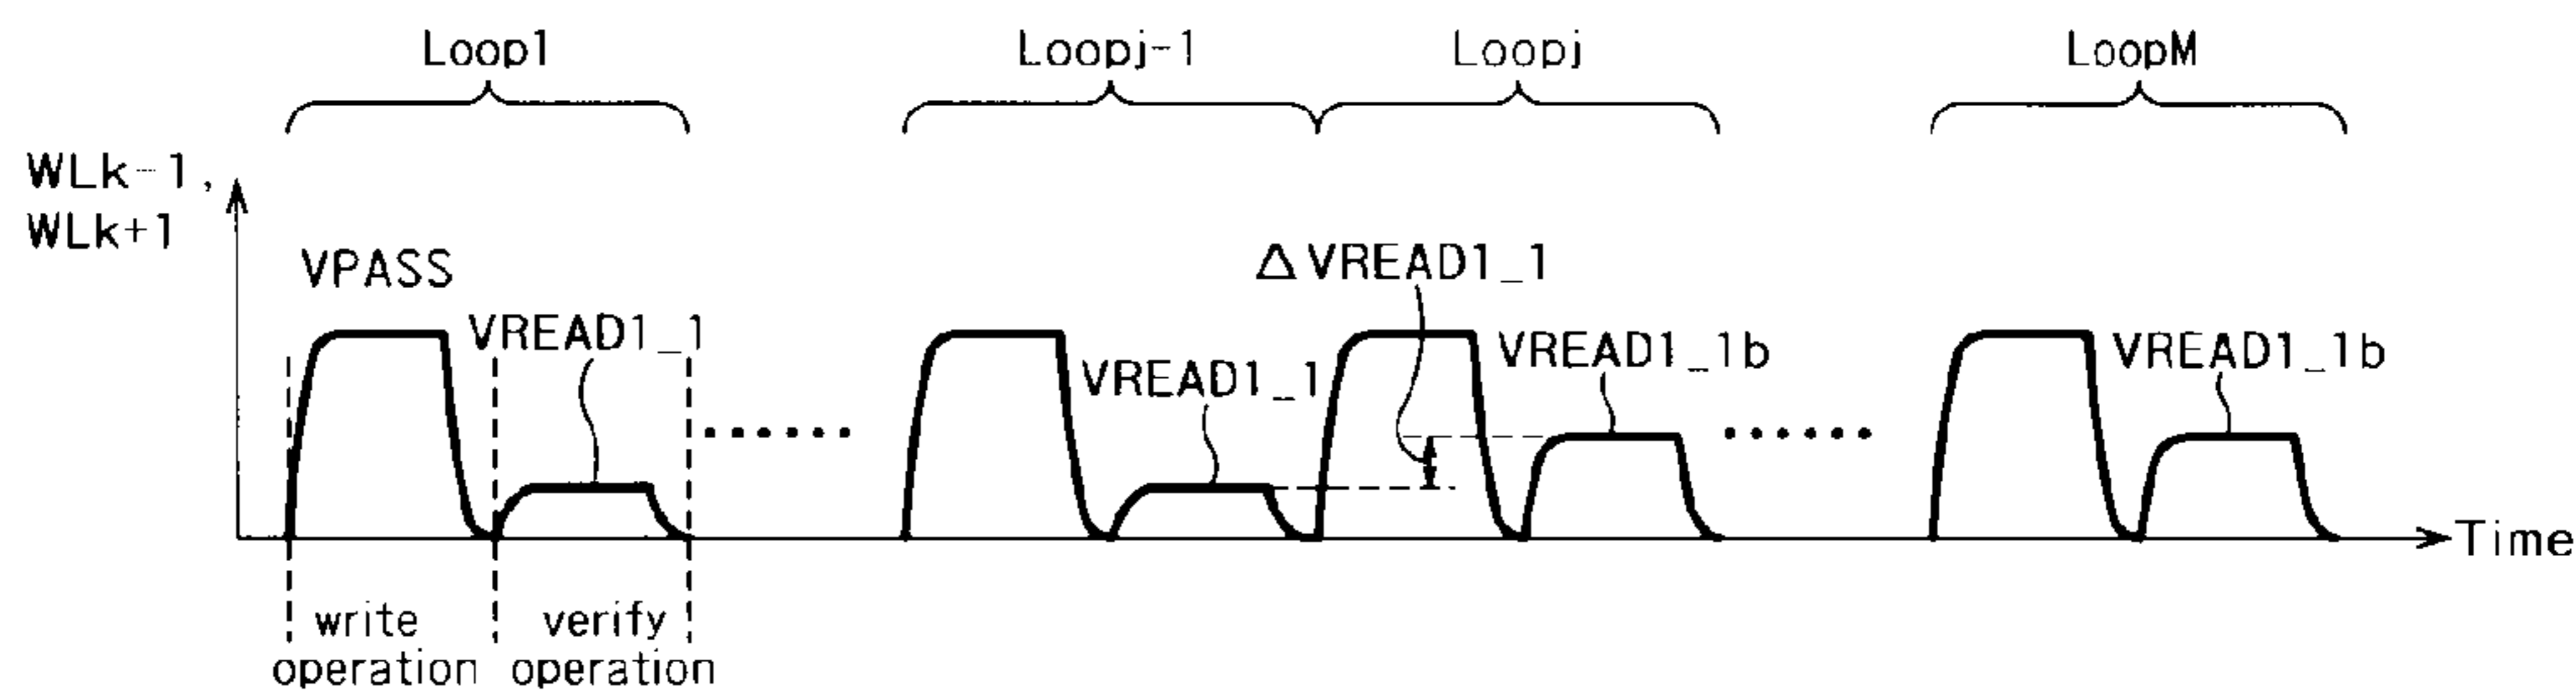 Loop1
Loopj-1
Loopj
LoopM
WLk-1,
WLk+1
VPASS
VREAD1_1
VREAD1_1
ΔVREAD1_1
VREAD1_1b
VREAD1_1b
Time
write
operation
verify
operation